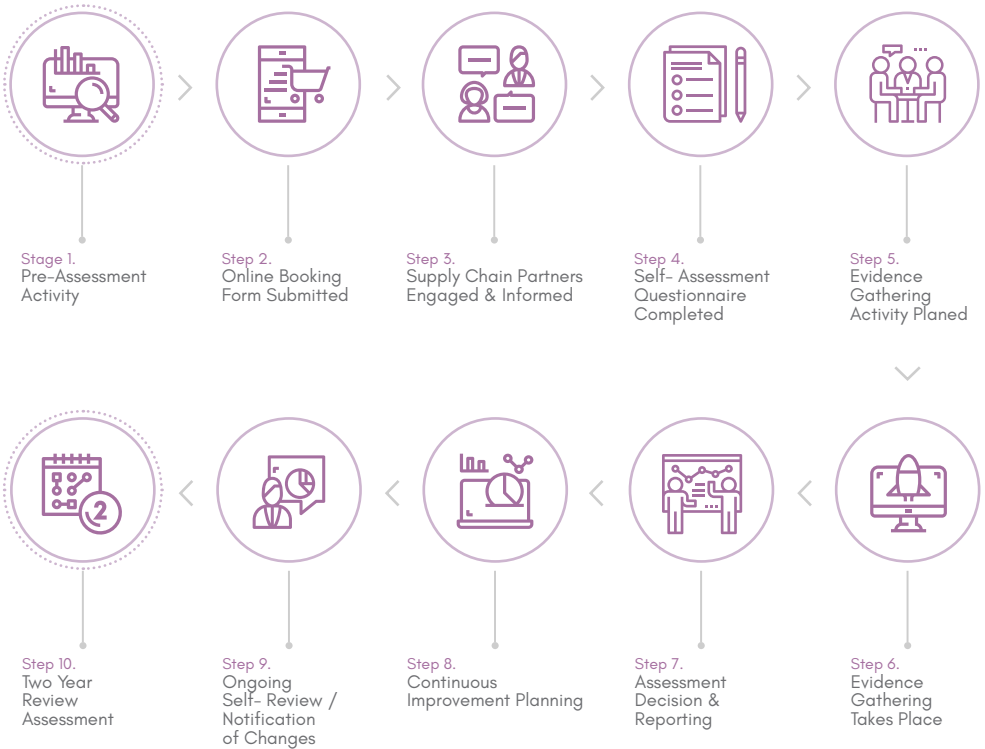 Stage 1.
Pre-Assessment
Activity
Step 2.
Online Booking
Form Submitted
Step 3.
Supply Chain Partners
Engaged & Informed
Step 4.
Self- Assessment
Questionnaire
Completed
Step 5.
Evidence
Gathering
Activity Planed
Step 6.
Evidence
Gathering
Takes Place
Step 7.
Assessment
Decision &
Reporting
Step 8.
Continuous
Improvement Planning
Step 9.
Ongoing
Self- Review /
Notification
of Changes
2
Step 10.
Two Year
Review
Assessment